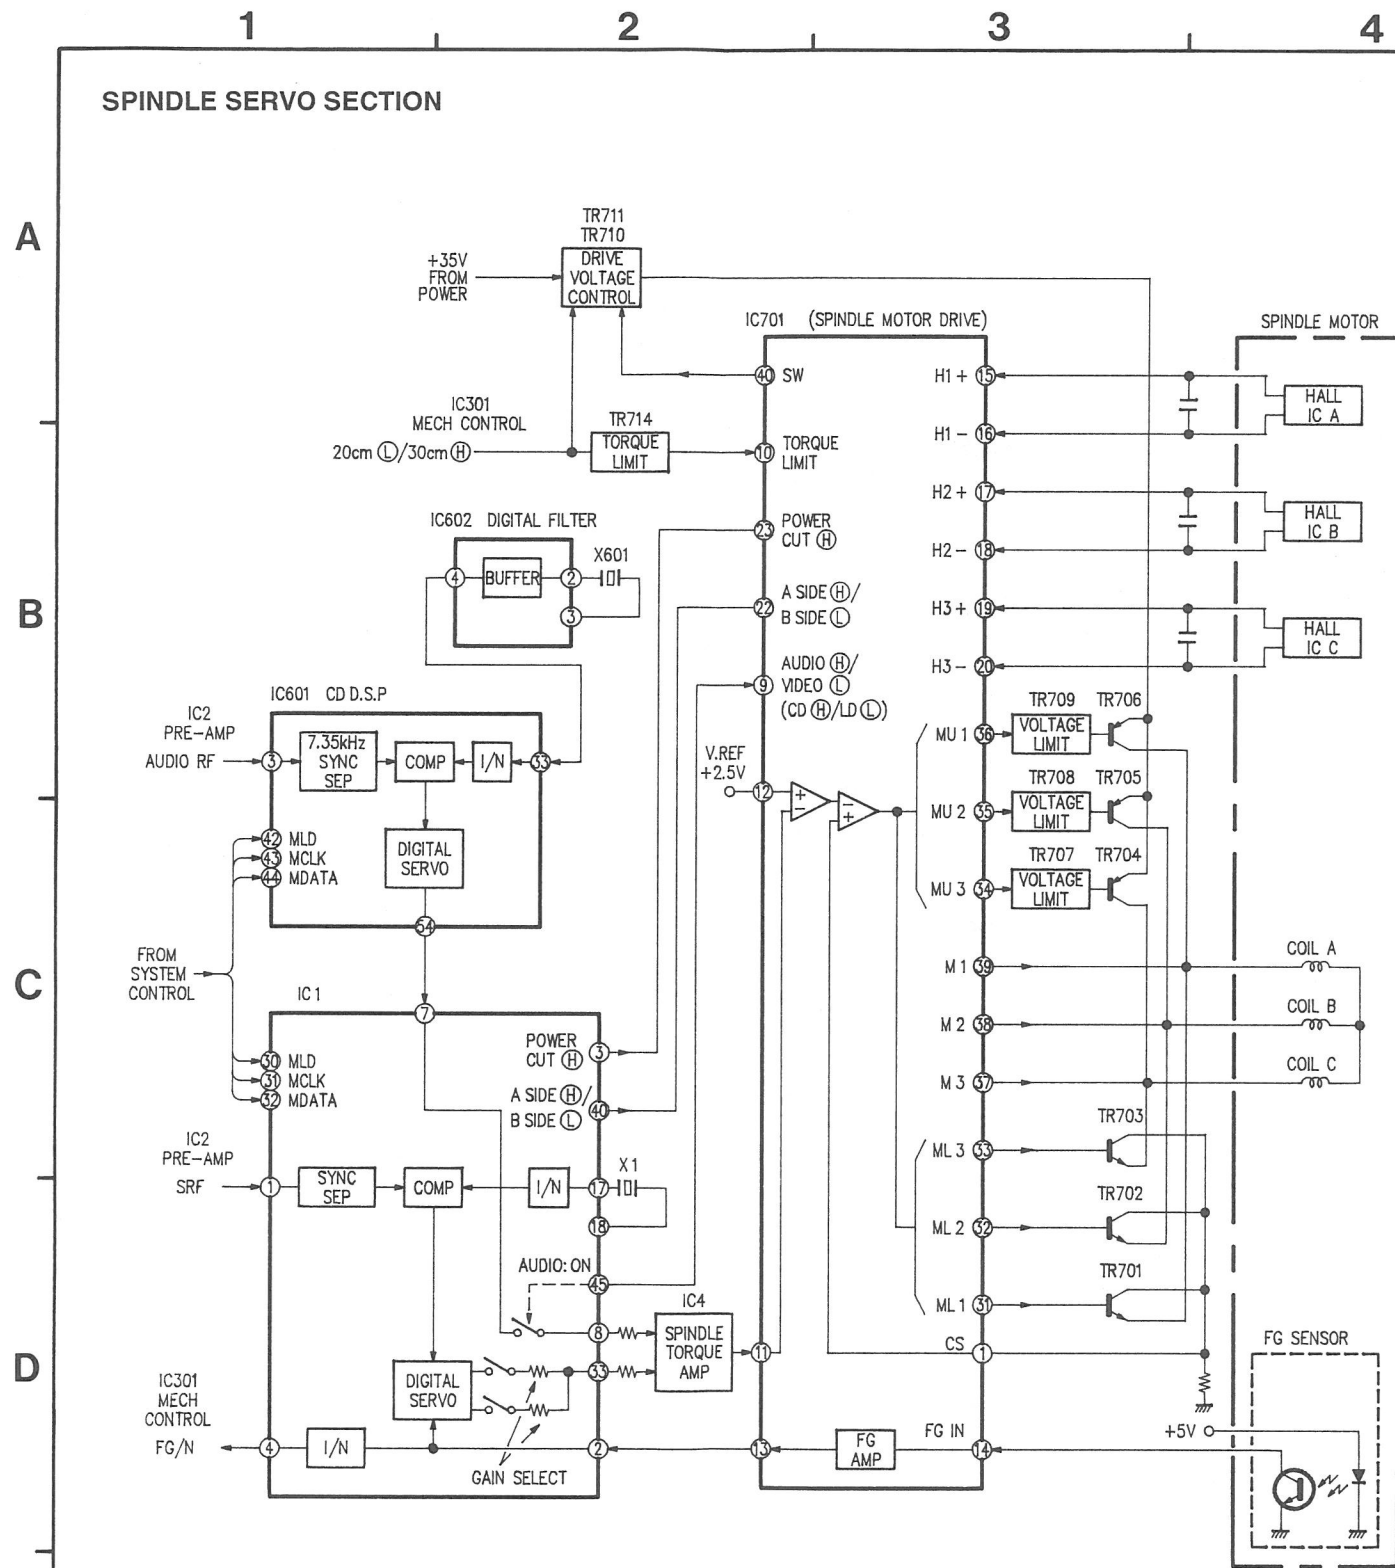 1 2 3 4
SPINDLE SERVO SECTION
A
TR711
TR710
DRIVE
VOLTAGE
CONTROL
+35V
FROM
POWER
IC701 (SPINDLE MOTOR DRIVE)
SPINDLE MOTOR
40 SW
H1+ 15
HALL
IC A
IC301
MECH CONTROL
20cm L/30cm H
TR714
TORQUE
LIMIT
10 TORQUE
LIMIT
H1- 16
H2+ 17
HALL
IC B
H2- 18
IC602 DIGITAL FILTER
4 BUFFER 2
X601
3
23 POWER
CUT H
B
22 A SIDE H/
B SIDE L
H3+ 19
HALL
IC C
H3- 20
9 AUDIO H/
VIDEO L
(CD H/LD L)
IC601 CD D.S.P
IC2
PRE-AMP
AUDIO RF
3 7.35kHz
SYNC
SEP
COMP
I/N
33
V.REF
+2.5V
12
+
-
-
+
MU 1 36
TR709
VOLTAGE
LIMIT
TR706
MU 2 35
TR708
VOLTAGE
LIMIT
TR705
MU 3 34
TR707
VOLTAGE
LIMIT
TR704
42 MLD
43 MCLK
44 MDATA
DIGITAL
SERVO
54
FROM
SYSTEM
CONTROL
C
M 1 39
COIL A
M 2 38
COIL B
M 3 37
COIL C
IC1
7
30 MLD
31 MCLK
32 MDATA
POWER
CUT H 3
A SIDE H/
B SIDE L 40
IC2
PRE-AMP
SRF
1 SYNC
SEP
COMP
I/N
17
X1
18
AUDIO: ON
45
8
33
IC4
SPINDLE
TORQUE
AMP
11
ML 3 33
TR703
ML 2 32
TR702
ML 1 31
TR701
CS 1
D
DIGITAL
SERVO
IC301
MECH
CONTROL
FG/N
4 I/N
GAIN SELECT
2
13 FG
AMP
FG IN 14
FG SENSOR
+5V